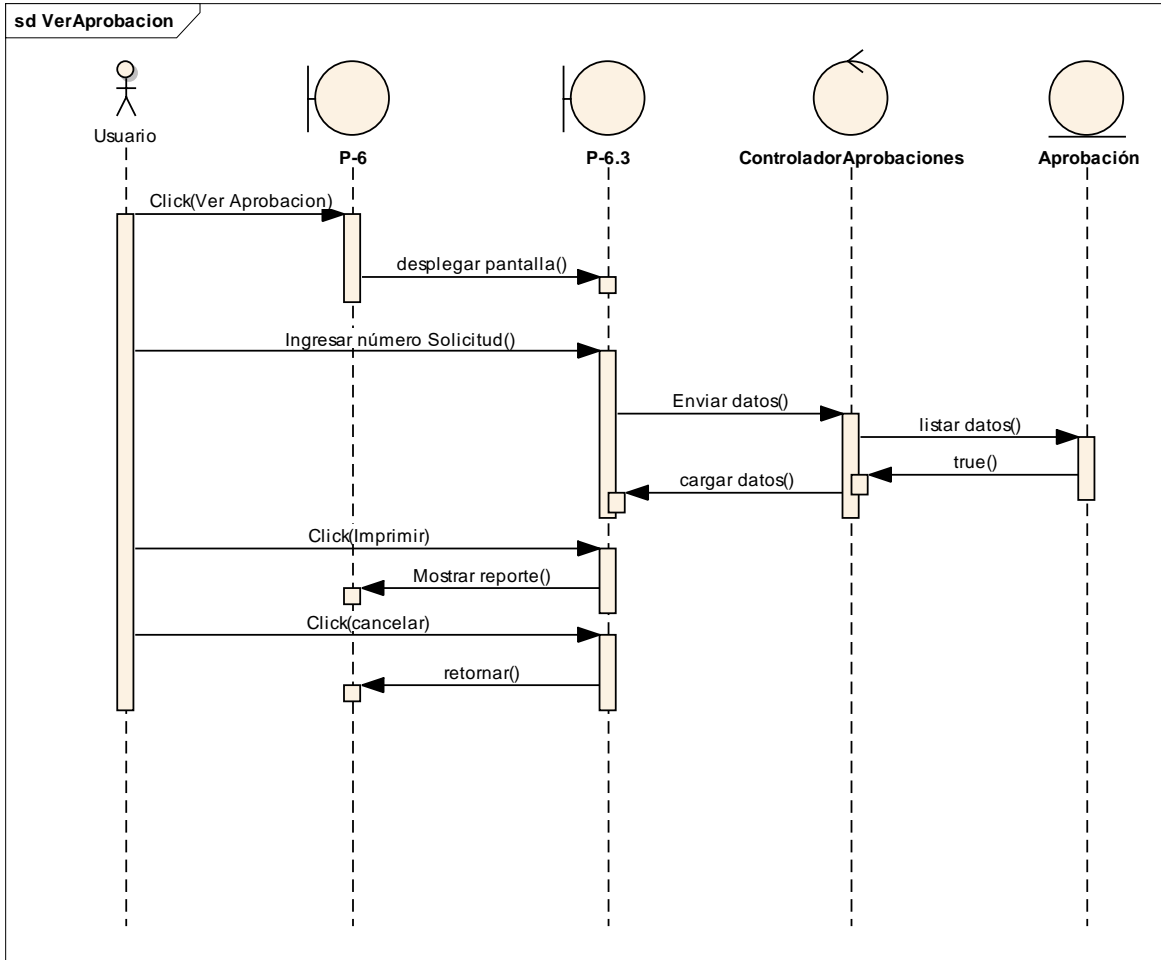 sd VerAprobacion
Usuario
P-6
P-6.3
ControladorAprobaciones
Aprobación
Click(Ver Aprobacion)
desplegar pantalla()
Ingresar número Solicitud()
Enviar datos()
listar datos()
true()
cargar datos()
Click(Imprimir)
Mostrar reporte()
Click(cancelar)
retornar()